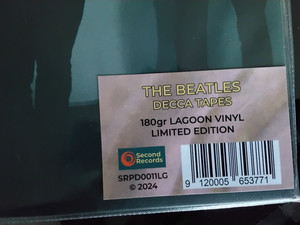 THE BEATLES
DECCA TAPES
180gr LAGOON VINYL
LIMITED EDITION
Second
Records
SRPD0011LG
© 2024
9 120005 653771